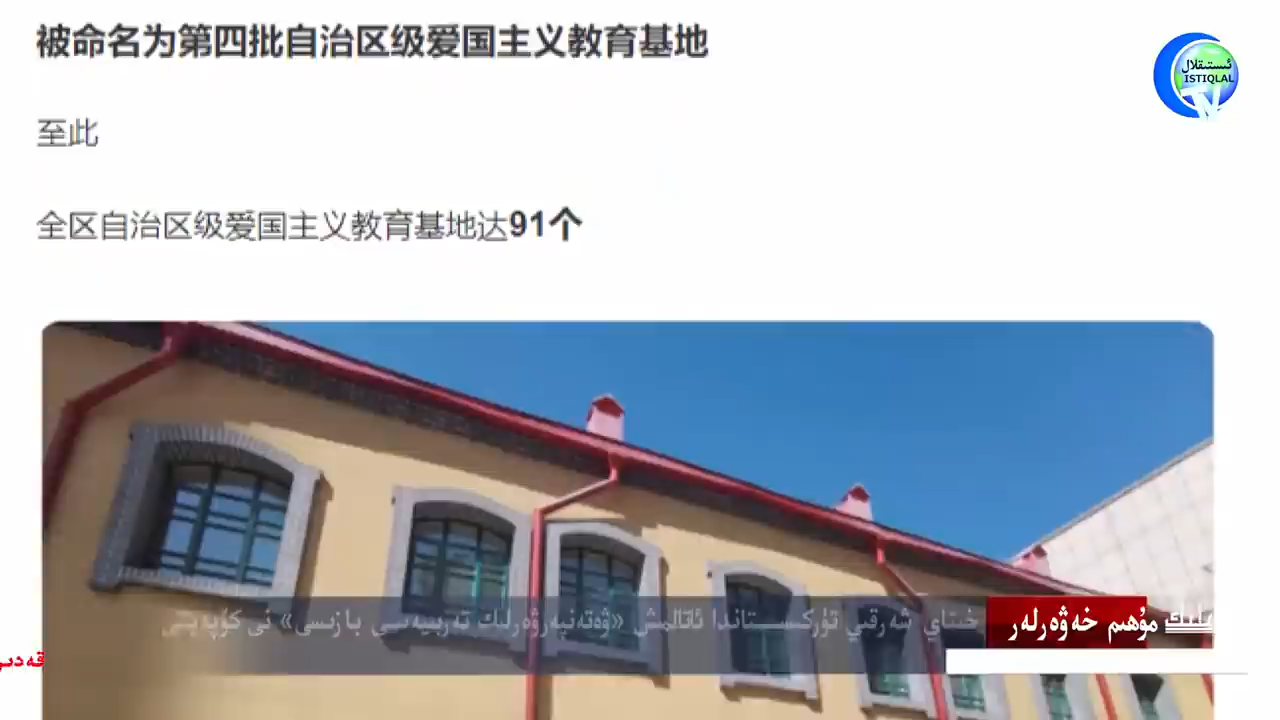 被命名为第四批自治区级爱国主义教育基地
ئىستىقلال
ISTIQLAL
TV
至此
全区自治区级爱国主义教育基地达91个
مۇھىم خەۋەرلەر
خىتاي شەرقىي تۈركىستاندا ئاتالمىش «ۋەتەنپەرۋەرلىك تەربىيەسى بازىسى» نى كۆپەيتتى